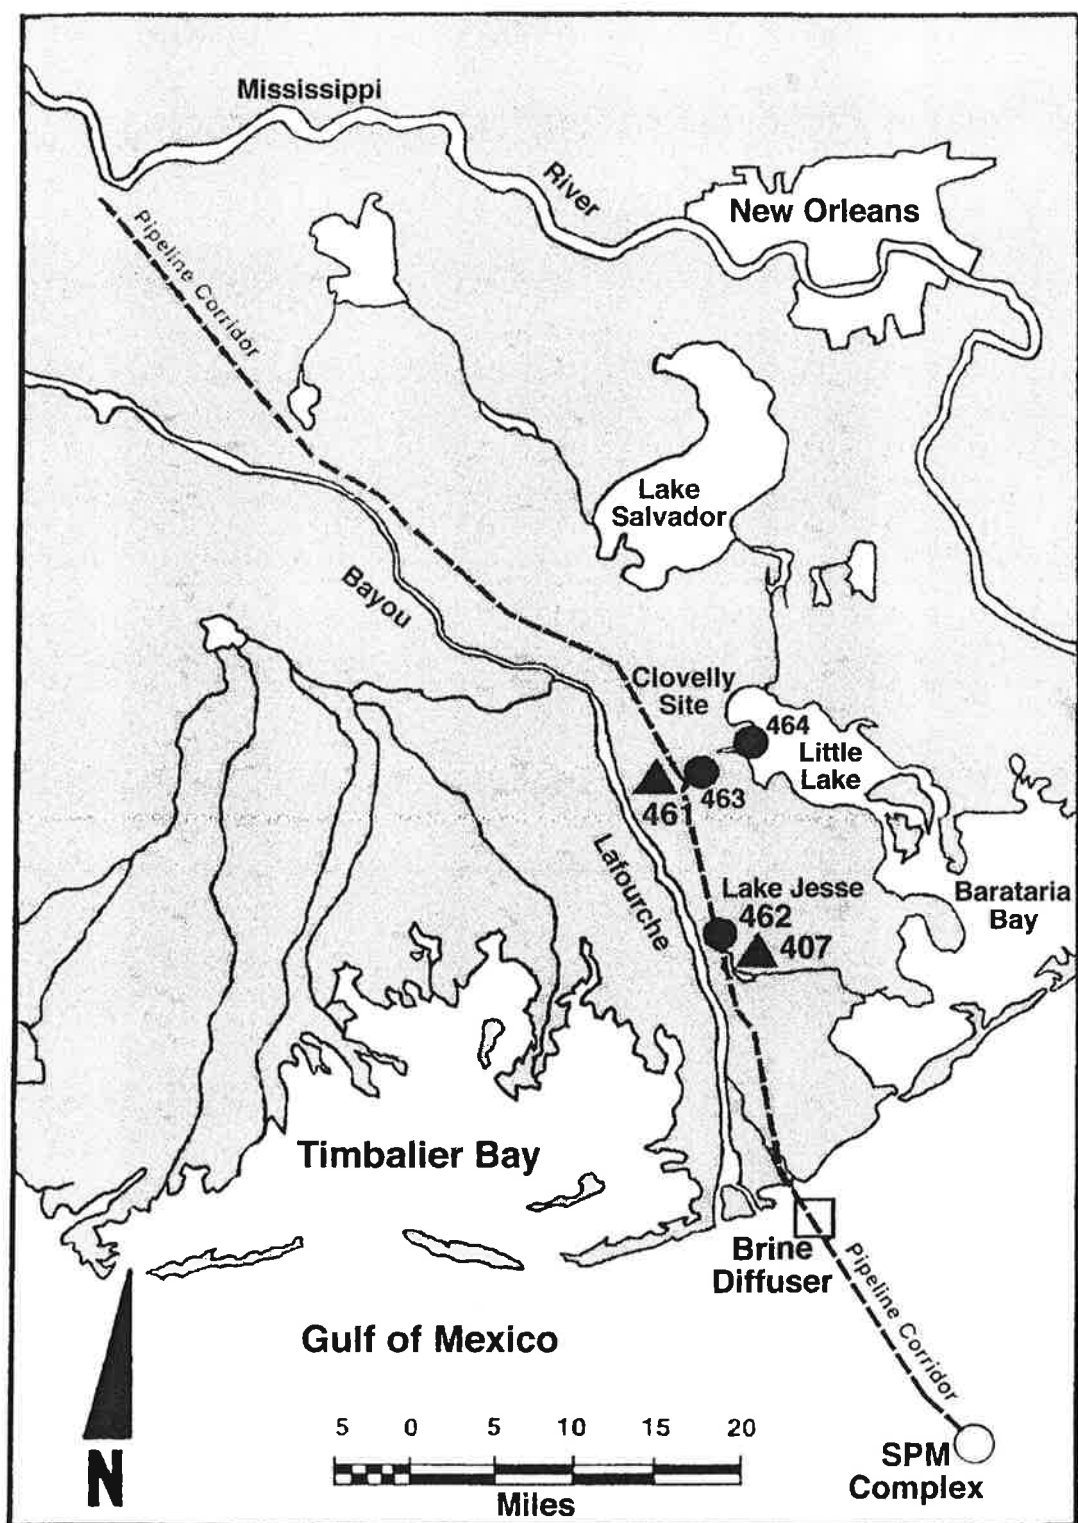 Mississippi
River
New Orleans
Pipeline Corridor
Lake
Salvador
Bayou
Clovelly
Site
464
Little
Lake
463
461
Lafourche
Lake Jesse
462
407
Barataria
Bay
Timbalier Bay
Brine
Diffuser
Pipeline Corridor
Gulf of Mexico
5 0 5 10 15 20
Miles
N
SPM
Complex